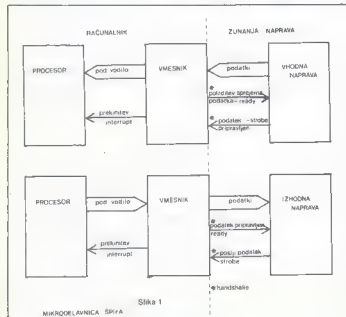 RAČUNALNIK
ZUNANJA NAPRAVA
PROCESOR
pod vodilo
VMESNIK
podatki
VHODNA
NAPRAVA
potrditev sprejema
podatka - ready
prekinitev
interrupt
podatek - strobe
pripravljen
PROCESOR
pod vodilo
VMESNIK
podatki
IZHODNA
NAPRAVA
podatek pripravljen
ready
prekinitev
interrupt
pošlji podatek
strobe
Slika 1
handshake
MIKRODELAVNICA ŠPIFA